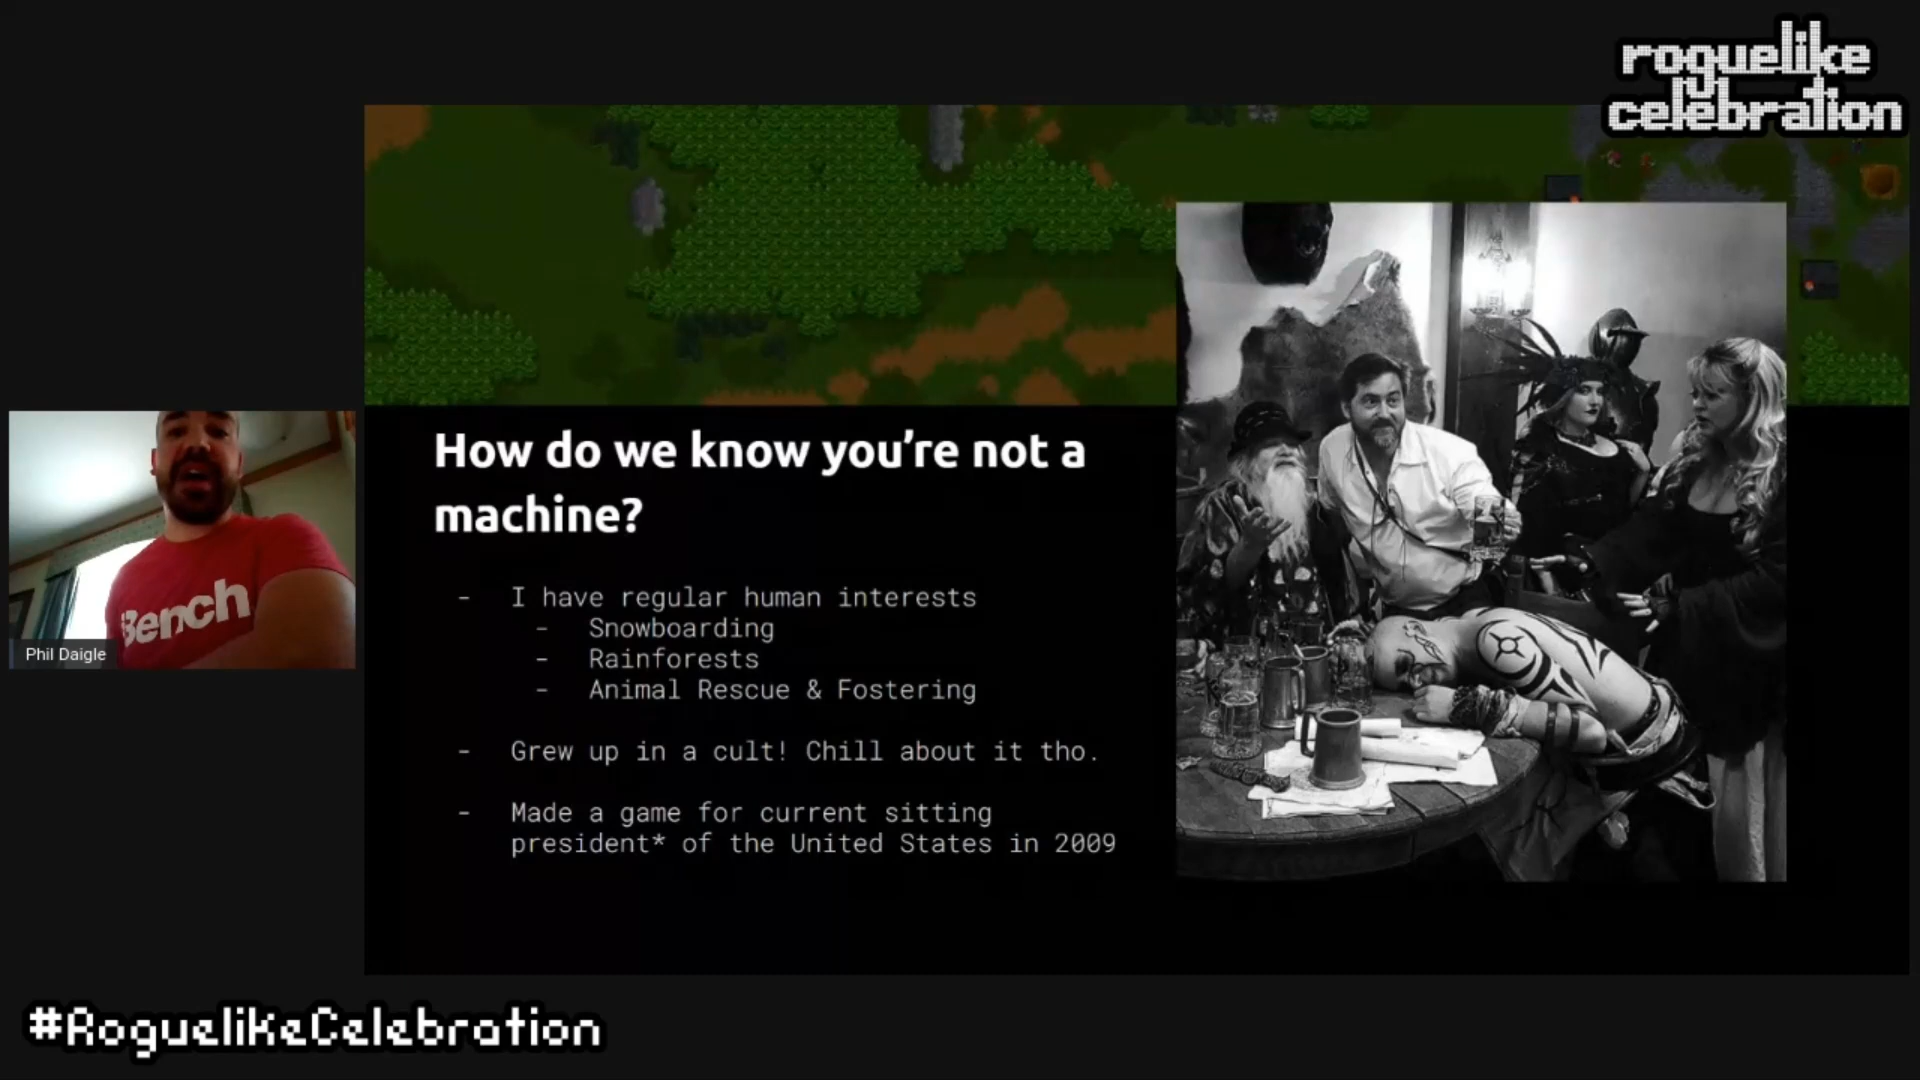 roguelike
celebration
How do we know you're not a
machine?
- I have regular human interests
- Snowboarding
- Rainforests
- Animal Rescue & Fostering
- Grew up in a cult! Chill about it tho.
- Made a game for current sitting
president* of the United States in 2009
Bench
Phil Daigle
#RoguelikeCelebration